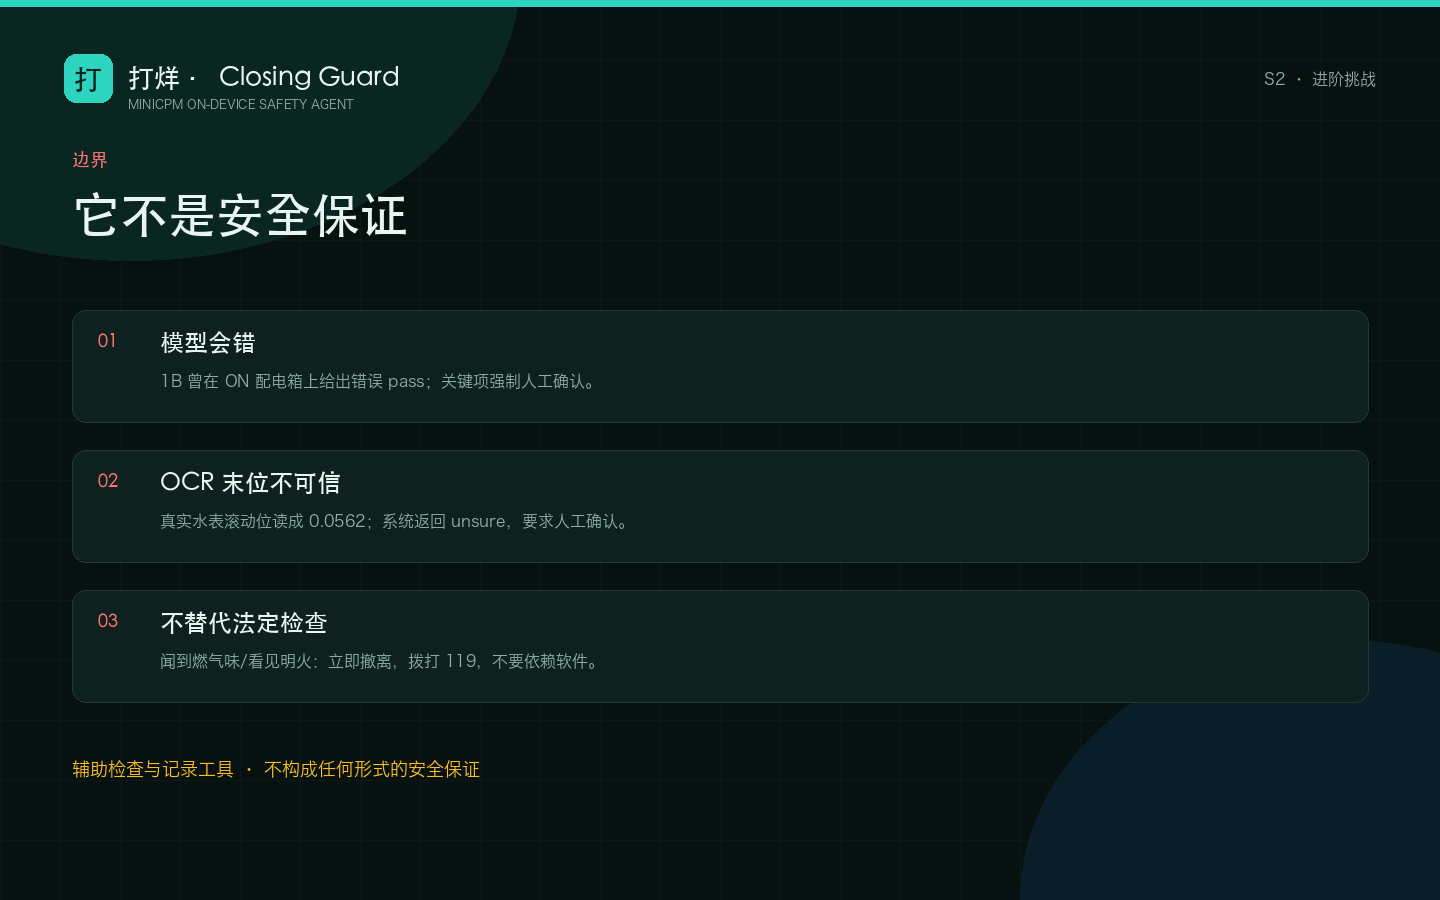 打
打烊 · Closing Guard
MINICPM ON-DEVICE SAFETY AGENT
S2 · 进阶挑战
边界
它不是安全保证
01
模型会错
1B 曾在 ON 配电箱上给出错误 pass；关键项强制人工确认。
02
OCR 末位不可信
真实水表滚动位读成 0.0562；系统返回 unsure，要求人工确认。
03
不替代法定检查
闻到燃气味/看见明火：立即撤离，拨打 119，不要依赖软件。
辅助检查与记录工具 · 不构成任何形式的安全保证